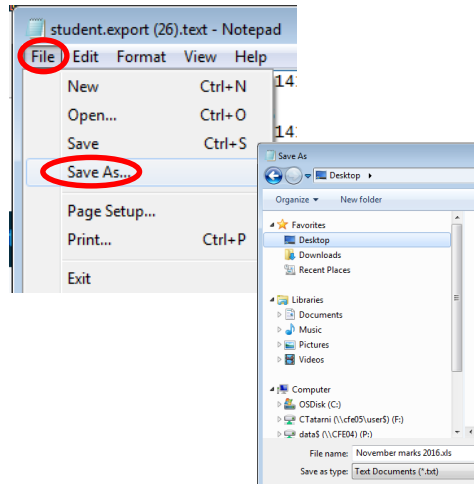 student.export (26).text - Notepad
File Edit Format View Help
New Ctrl+N
Open... Ctrl+O
Save Ctrl+S
Save As...
Page Setup...
Print... Ctrl+P
Exit
14
14
Save As
Desktop
Organize New folder
Favorites
Desktop
Downloads
Recent Places
Libraries
Documents
Music
Pictures
Videos
Computer
OSDisk (C:)
CTatarni (\\cfe05\user$) (F:)
data$ (\\CFE04) (P:)
File name: November marks 2016.xls
Save as type: Text Documents (*.txt)